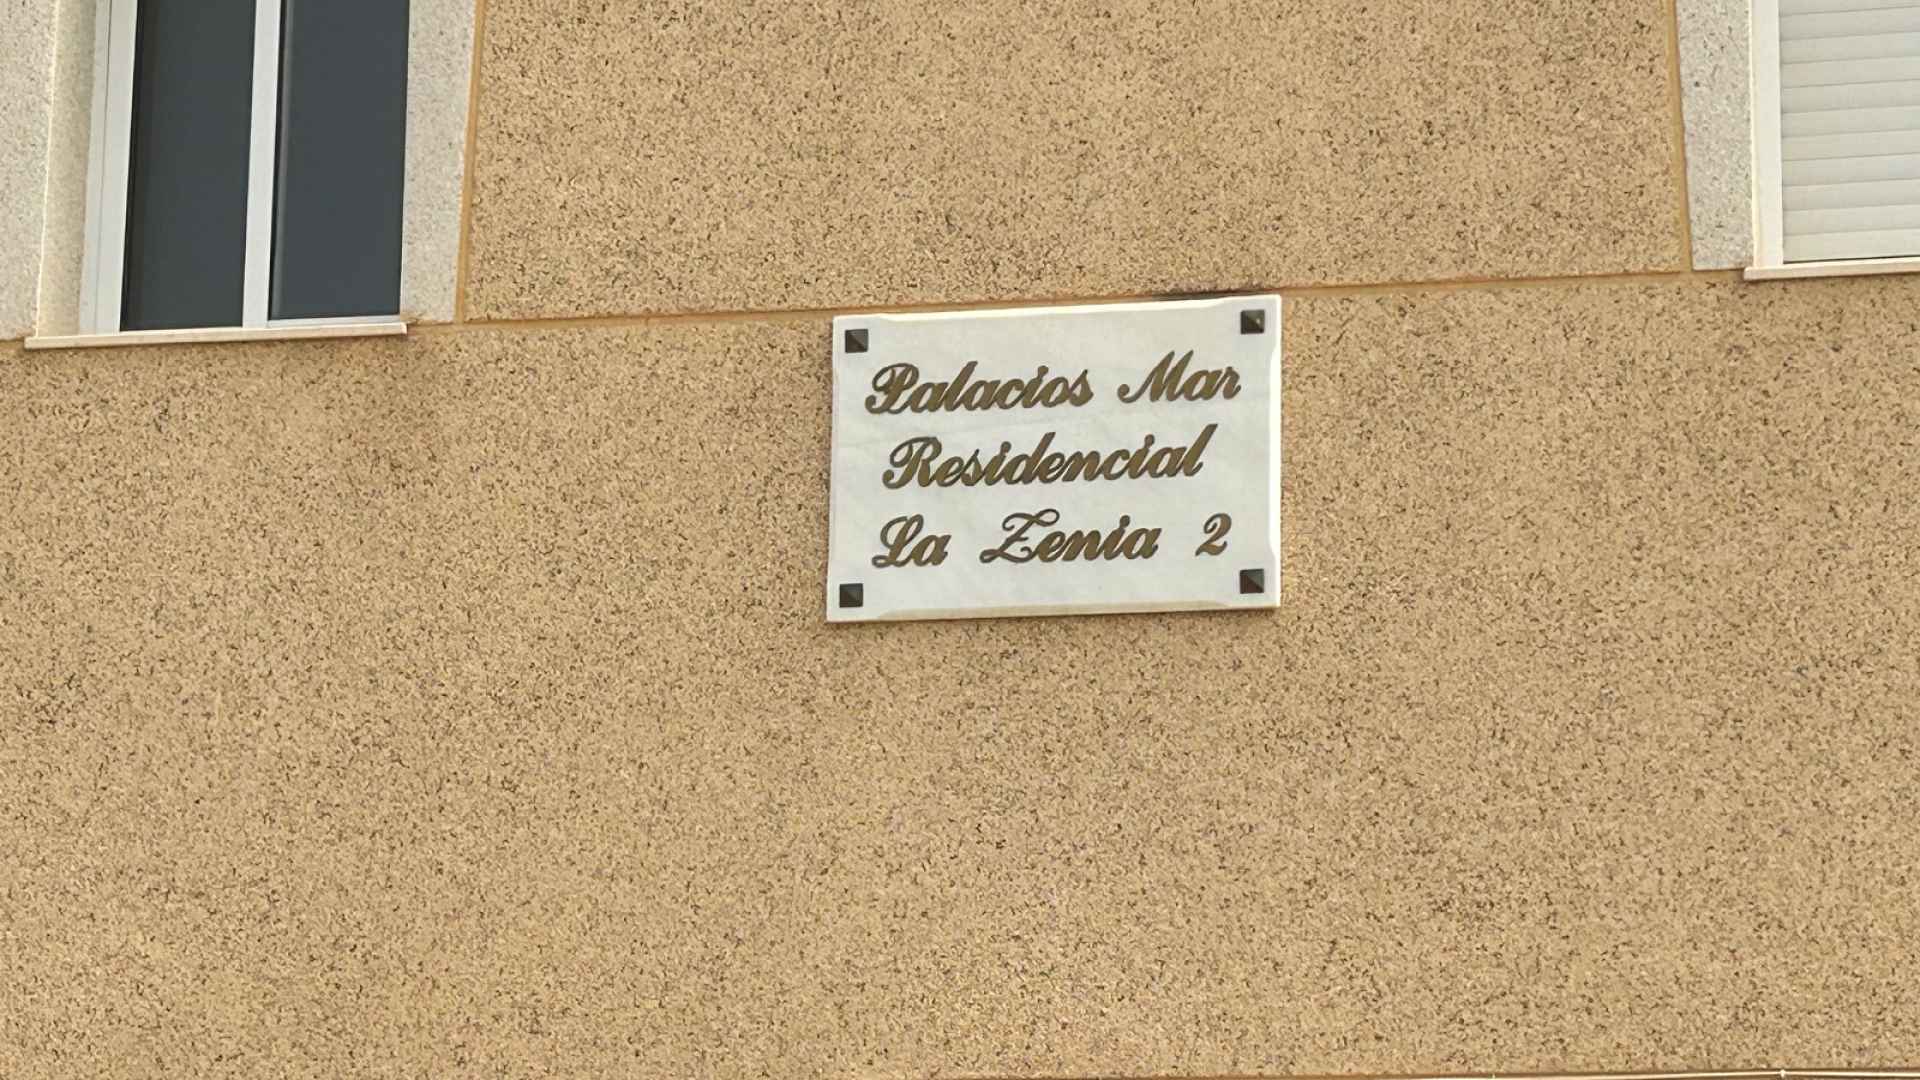 Palacios Mar
Residencial
La Zenia 2